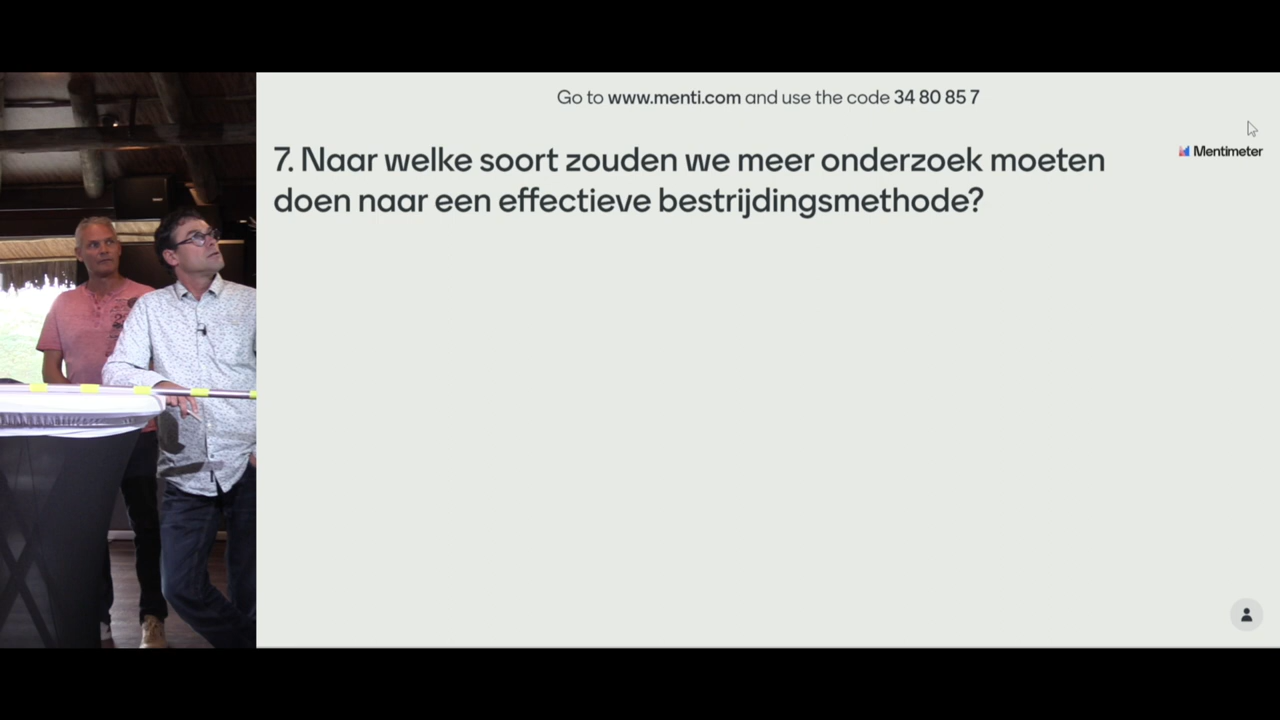 Go to www.menti.com and use the code 34 80 85 7
Mentimeter
7. Naar welke soort zouden we meer onderzoek moeten
doen naar een effectieve bestrijdingsmethode?